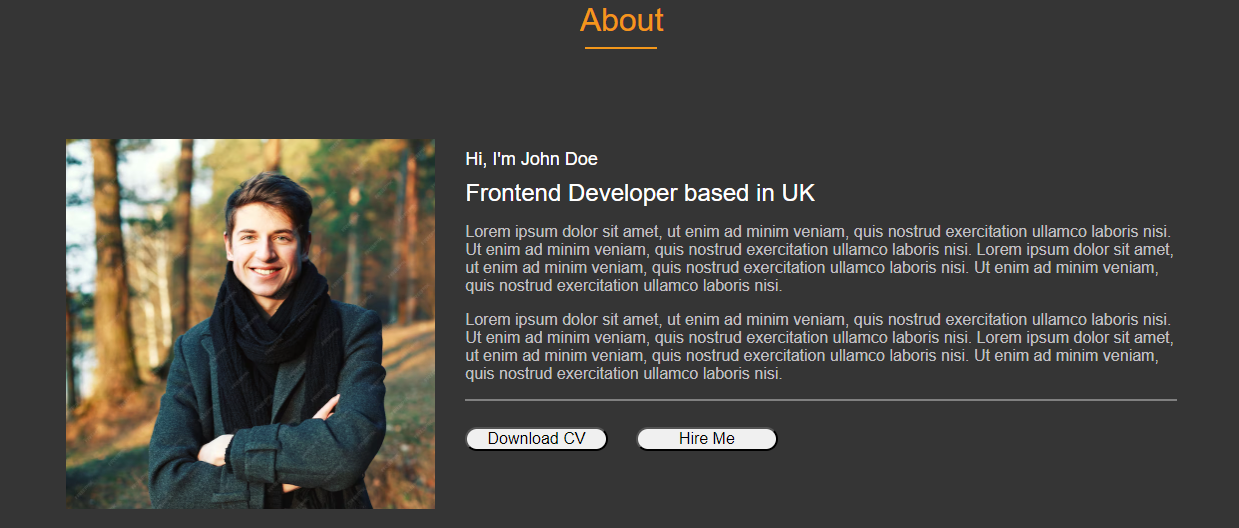 About
Hi, I'm John Doe
Frontend Developer based in UK
Lorem ipsum dolor sit amet, ut enim ad minim veniam, quis nostrud exercitation ullamco laboris nisi.
Ut enim ad minim veniam, quis nostrud exercitation ullamco laboris nisi. Lorem ipsum dolor sit amet,
ut enim ad minim veniam, quis nostrud exercitation ullamco laboris nisi. Ut enim ad minim veniam,
quis nostrud exercitation ullamco laboris nisi.
Lorem ipsum dolor sit amet, ut enim ad minim veniam, quis nostrud exercitation ullamco laboris nisi.
Ut enim ad minim veniam, quis nostrud exercitation ullamco laboris nisi. Lorem ipsum dolor sit amet,
ut enim ad minim veniam, quis nostrud exercitation ullamco laboris nisi. Ut enim ad minim veniam,
quis nostrud exercitation ullamco laboris nisi.
Download CV
Hire Me